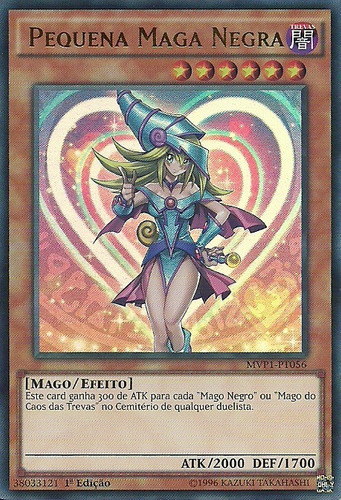 PEQUENA MAGA NEGRA
TREVAS
闇
MVP1-PT056
[MAGO/EFEITO]
Este card ganha 300 de ATK para cada "Mago Negro" ou "Mago do
Caos das Trevas" no Cemitério de qualquer duelista.
ATK/2000 DEF/1700
38033121 1ª Edição ©1996 KAZUKI TAKAHASHI